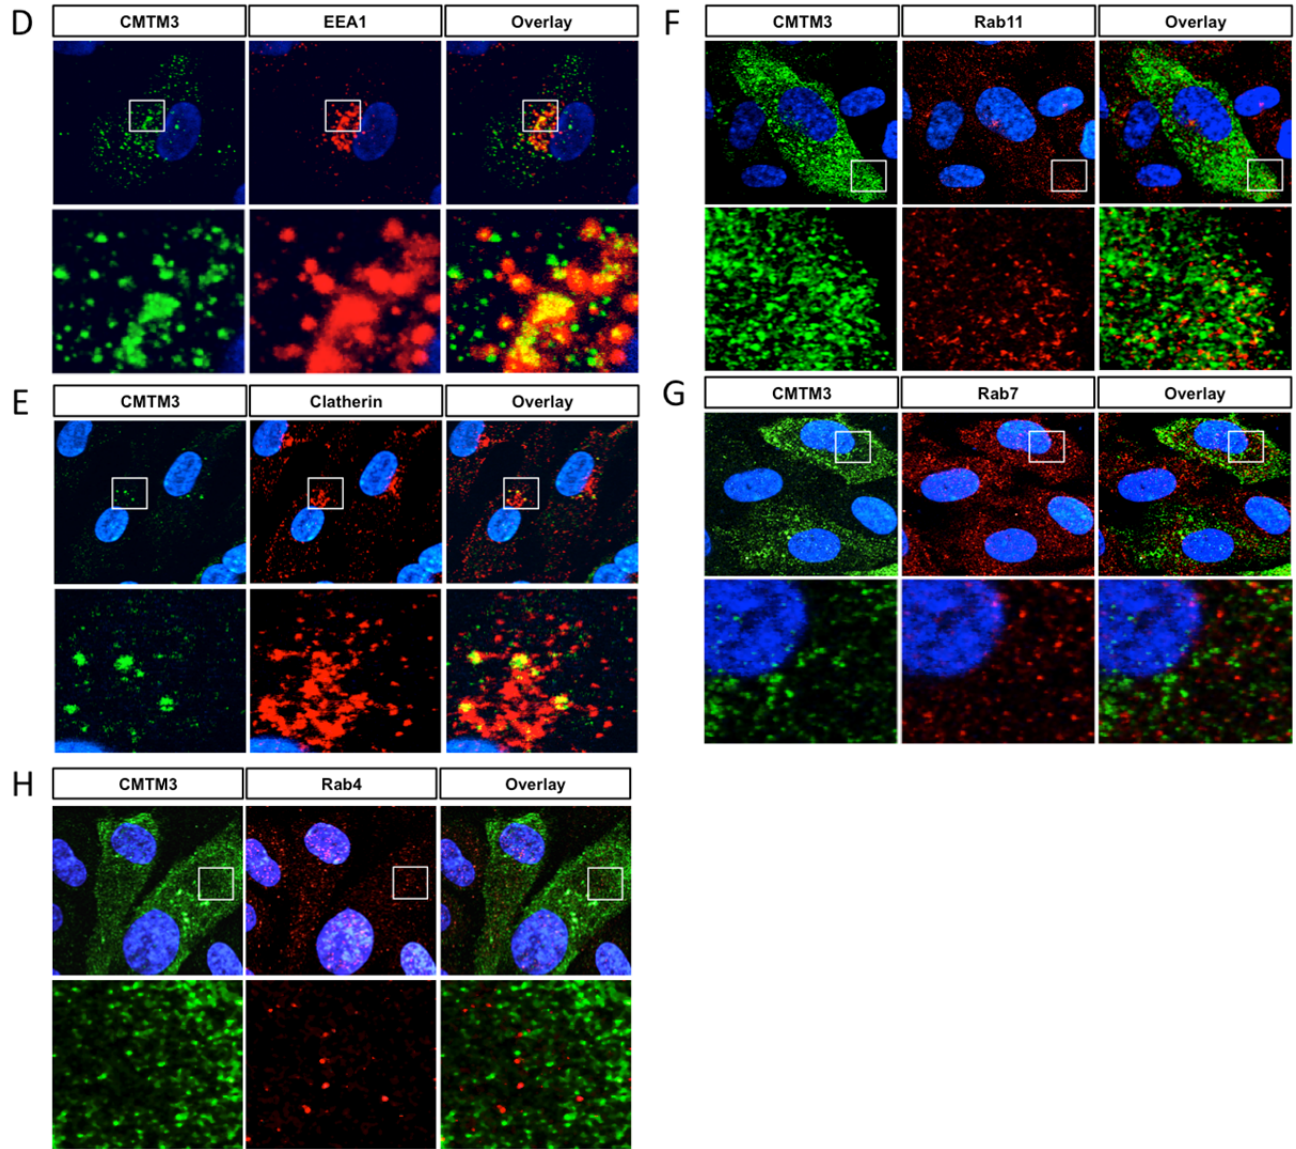 D
CMTM3 EEA1 Overlay
E
CMTM3 Clatherin Overlay
H
CMTM3 Rab4 Overlay
F
CMTM3 Rab11 Overlay
G
CMTM3 Rab7 Overlay